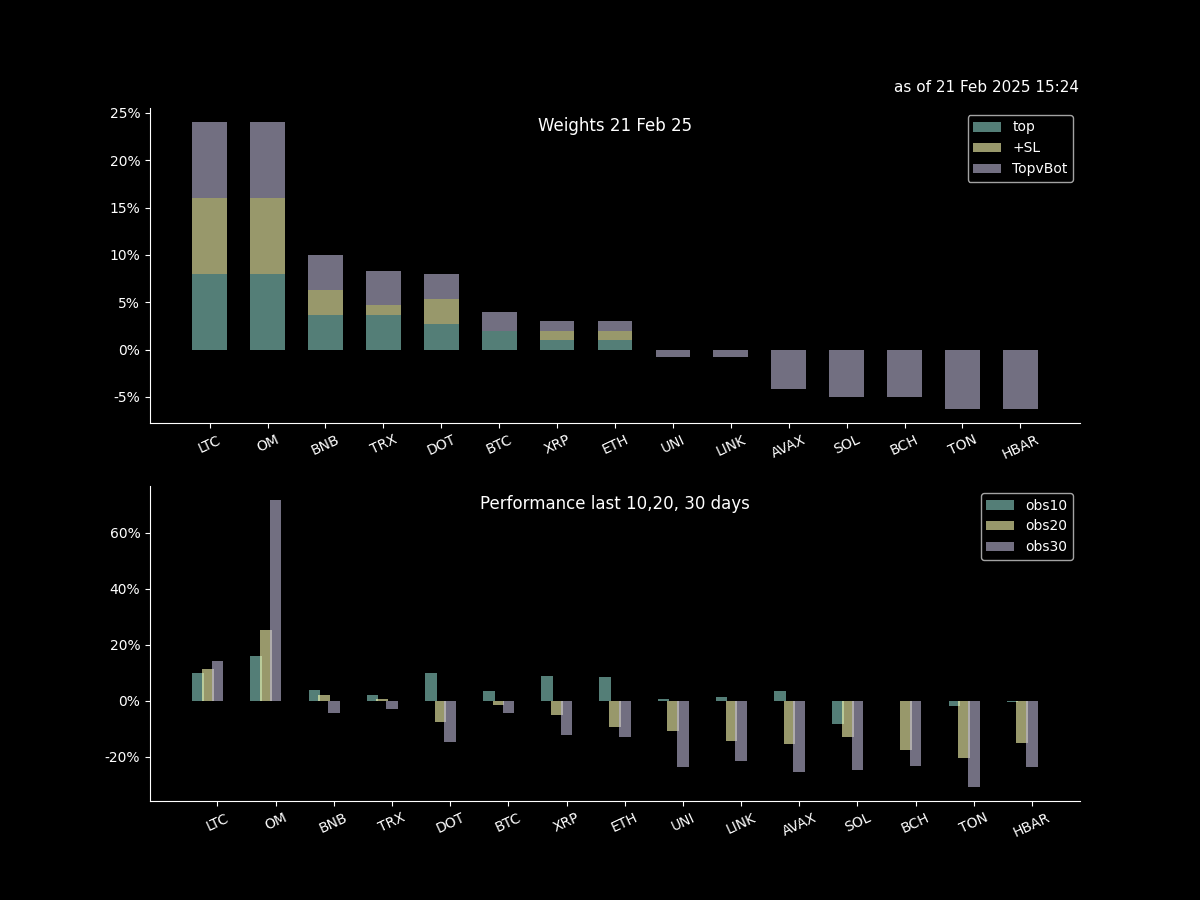 as of 21 Feb 2025 15:24
Weights 21 Feb 25
top
+SL
TopvBot
25%
20%
15%
10%
5%
0%
-5%
LTC OM BNB TRX DOT BTC XRP ETH UNI LINK AVAX SOL BCH TON HBAR
Performance last 10,20, 30 days
obs10
obs20
obs30
60%
40%
20%
0%
-20%
LTC OM BNB TRX DOT BTC XRP ETH UNI LINK AVAX SOL BCH TON HBAR